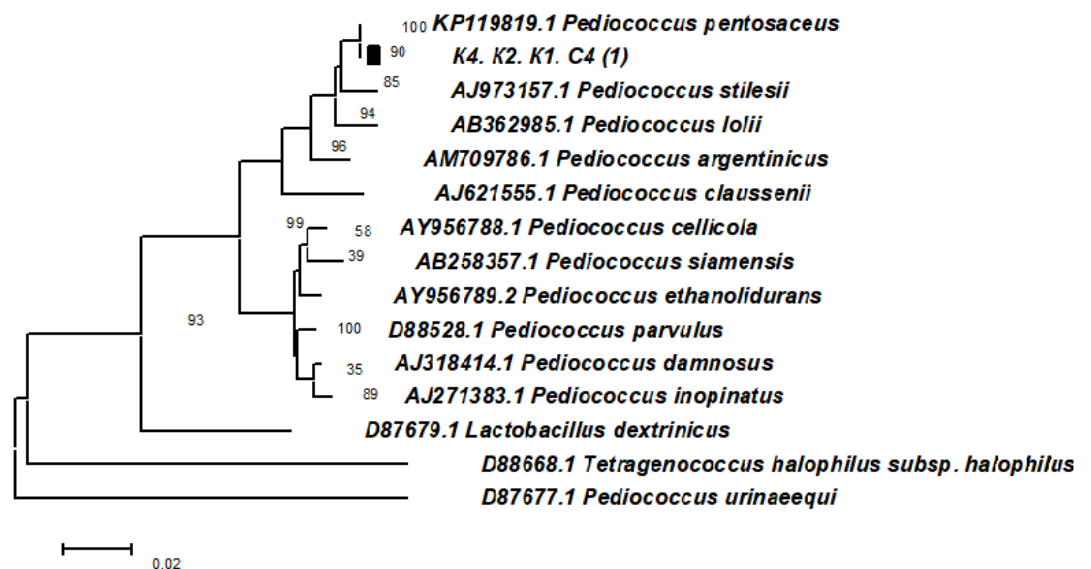 100 KP119819.1 Pediococcus pentosaceus
90 K4. K2. K1. C4 (1)
85
AJ973157.1 Pediococcus stilesii
94
AB362985.1 Pediococcus lolii
96
AM709786.1 Pediococcus argentinicus
AJ621555.1 Pediococcus claussenii
99 58 AY956788.1 Pediococcus cellicola
39 AB258357.1 Pediococcus siamensis
AY956789.2 Pediococcus ethanolidurans
93
100 D88528.1 Pediococcus parvulus
35 AJ318414.1 Pediococcus damnosus
89 AJ271383.1 Pediococcus inopinatus
D87679.1 Lactobacillus dextrinicus
D88668.1 Tetragenococcus halophilus subsp. halophilus
D87677.1 Pediococcus urinaeequi
0.02